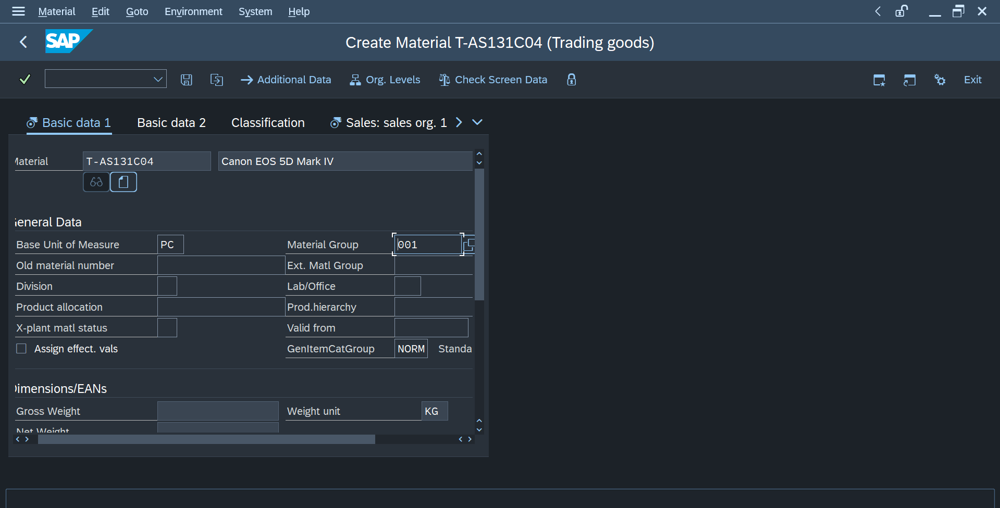 Material Edit Goto Environment System Help
SAP
Create Material T-AS131C04 (Trading goods)
Additional Data Org. Levels Check Screen Data Exit
Basic data 1 Basic data 2 Classification Sales: sales org. 1
Material T-AS131C04 Canon EOS 5D Mark IV
General Data
Base Unit of Measure PC Material Group 001
Old material number Ext. Matl Group
Division Lab/Office
Product allocation Prod.hierarchy
X-plant matl status Valid from
Assign effect. vals GenItemCatGroup NORM Standa
Dimensions/EANs
Gross Weight Weight unit KG
Net Weight